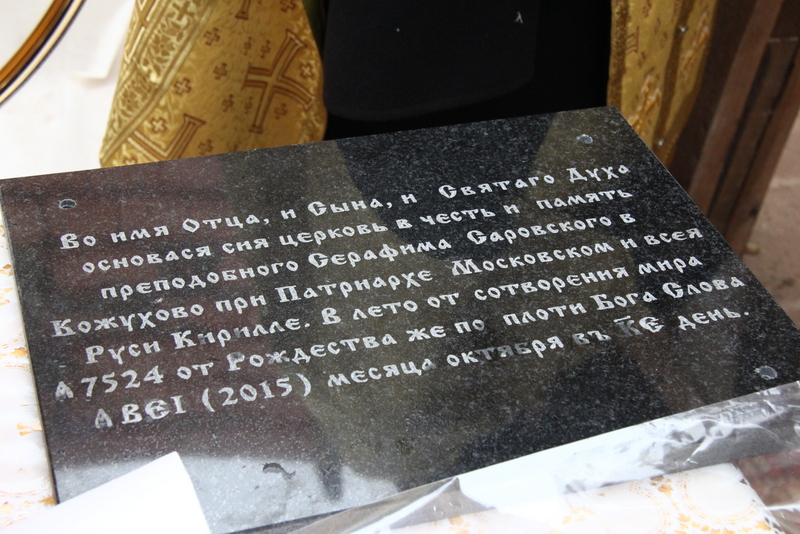 Во имя Отца, и Сына, и Святаго Духа
основася сия церковь в честь и память
преподобного Серафима Саровского в
Кожухово при Патриархе Московском и всея
Руси Кирилле. В лето от сотворения мира
҂А7524 от Рождества же по плоти Бога Слова
҂АВЄІ (2015) месяца октября въ К҃Є день.